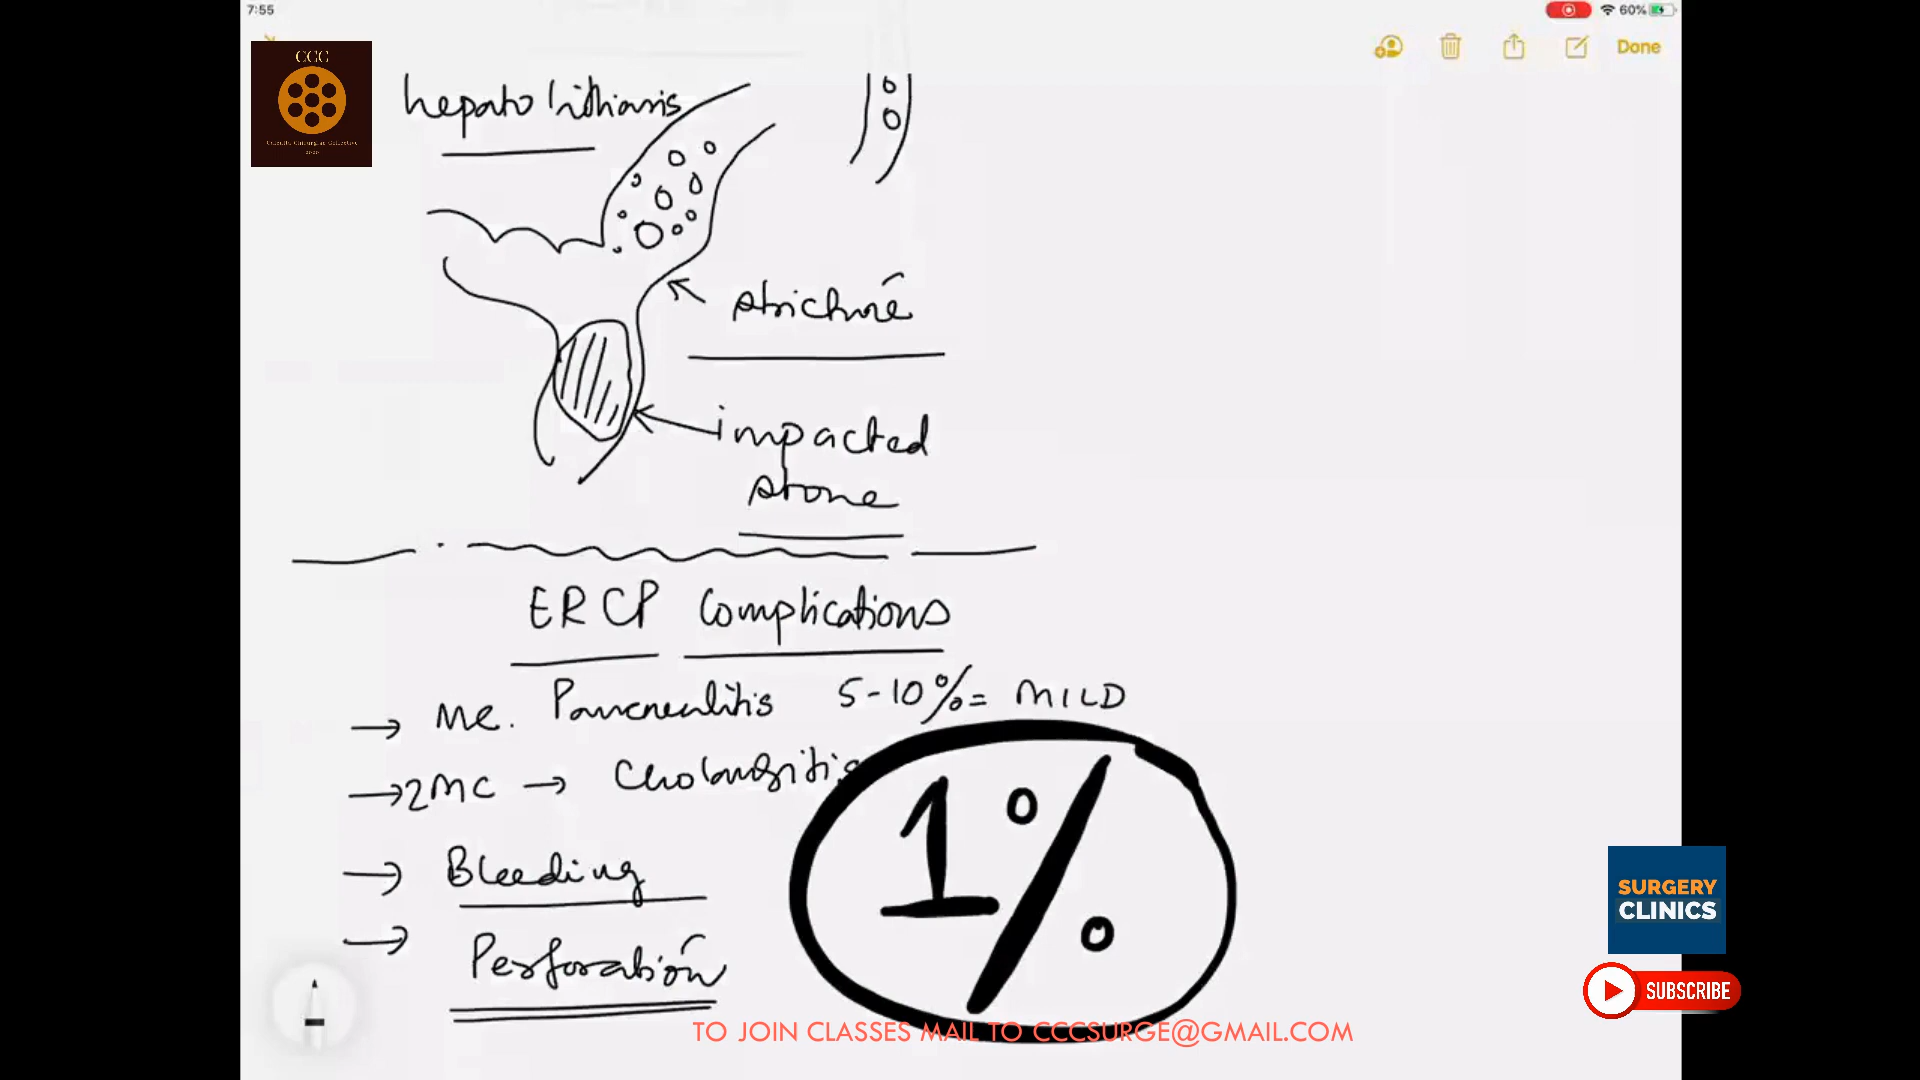 7:55
60%
Done
CCC
2020
hepato lithiasis
stricture
impacted
stone
ERCP Complications
→ MC. Pancreatitis 5-10% = MILD
→ 2MC → Cholangitis
→ Bleeding
→ Perforation
1%
SURGERY
CLINICS
SUBSCRIBE
TO JOIN CLASSES MAIL TO CCCSURGE@GMAIL.COM